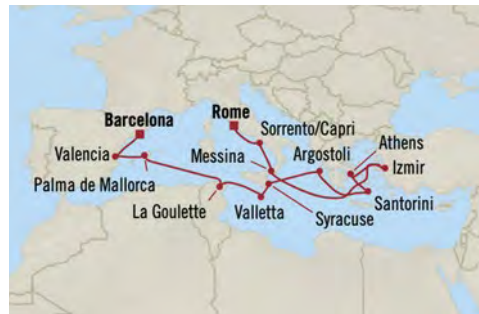 Barcelona
Rome
Sorrento/Capri
Athens
Valencia
Messina
Argostoli
Izmir
Palma de Mallorca
La Goulette
Valletta
Syracuse
Santorini